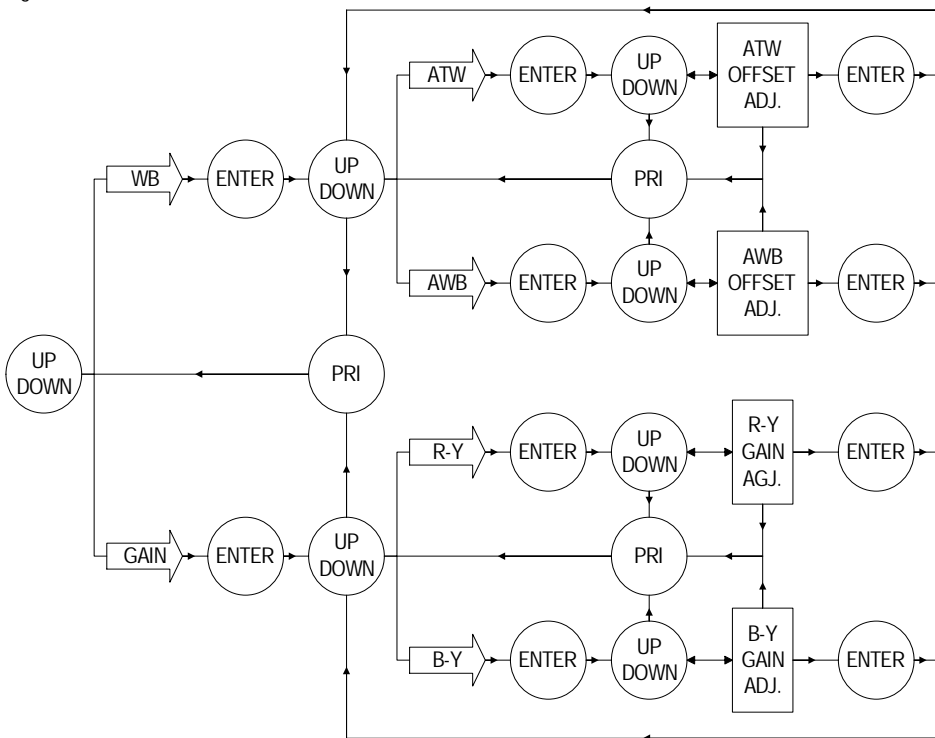 ATW
ENTER
UP
DOWN
ATW
OFFSET
ADJ.
ENTER
WB
ENTER
UP
DOWN
PRI
AWB
ENTER
UP
DOWN
AWB
OFFSET
ADJ.
ENTER
UP
DOWN
PRI
R-Y
ENTER
UP
DOWN
R-Y
GAIN
AGJ.
ENTER
GAIN
ENTER
UP
DOWN
PRI
B-Y
ENTER
UP
DOWN
B-Y
GAIN
ADJ.
ENTER